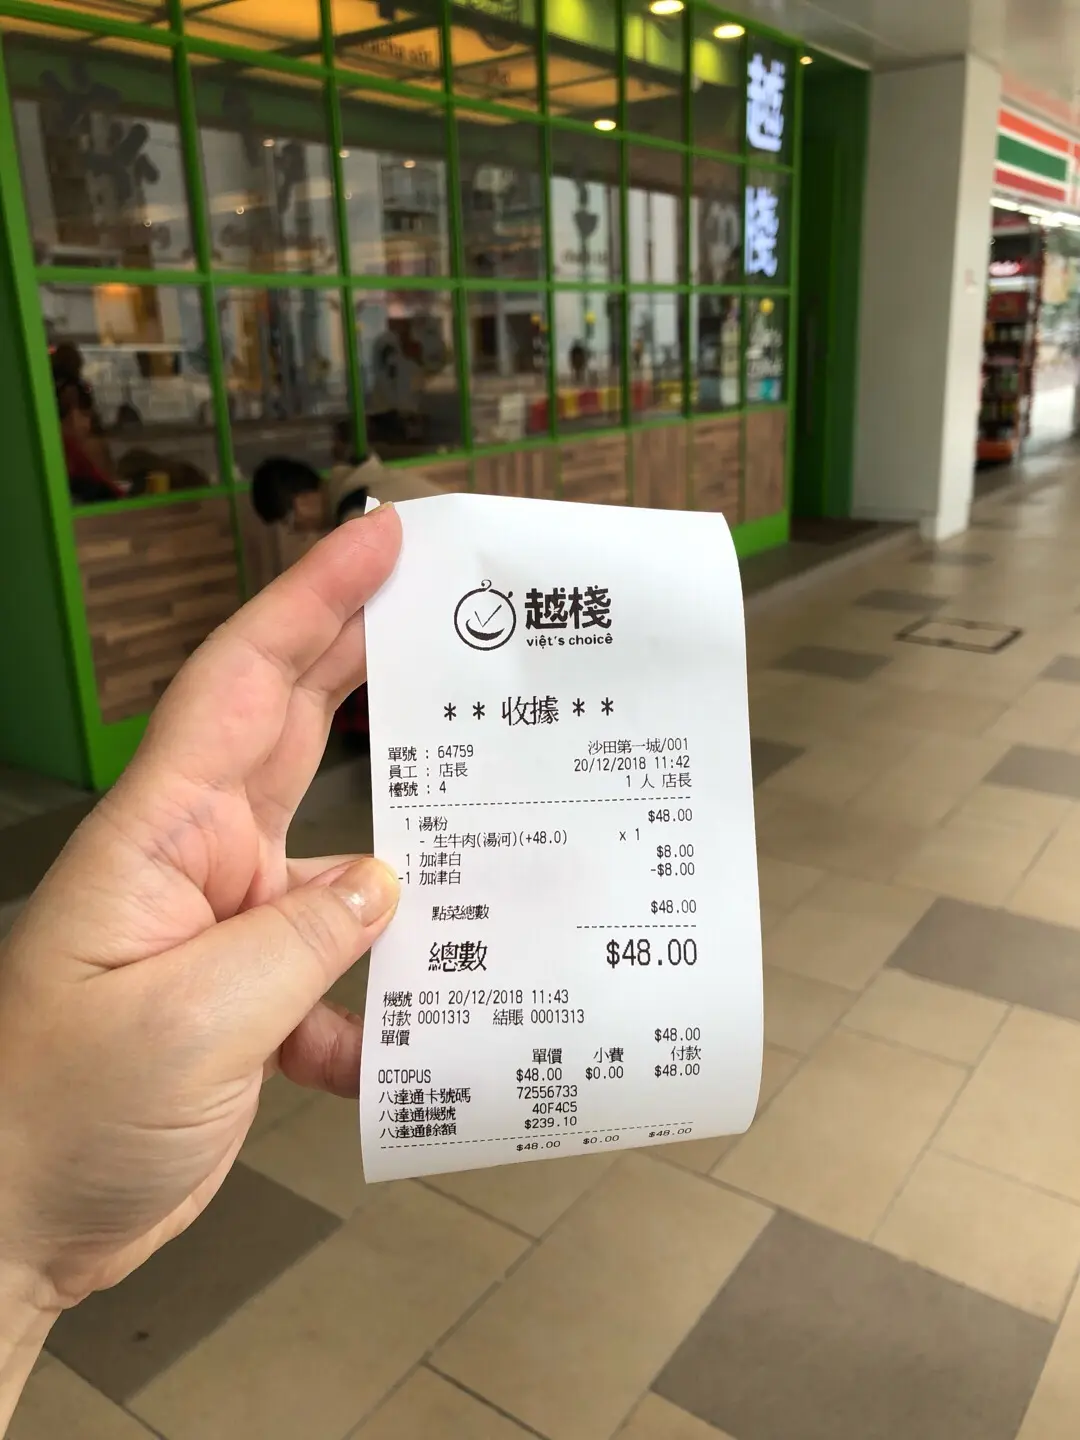 越
棧
越棧
việt's choicê
** 收據 **
單號 : 64759 沙田第一城/001
員工 : 店長 20/12/2018 11:42
檯號 : 4 1 人 店長
1 湯粉 $48.00
- 生牛肉(湯河)(+48.0) x 1
1 加津白 $8.00
-1 加津白 -$8.00
點菜總數 $48.00
總數 $48.00
機號 001 20/12/2018 11:43
付款 0001313 結賬 0001313
單價 $48.00
單價 小費 付款
OCTOPUS $48.00 $0.00 $48.00
八達通卡號碼 72556733
八達通機號 40F4C5
八達通餘額 $239.10
$48.00 $0.00 $48.00